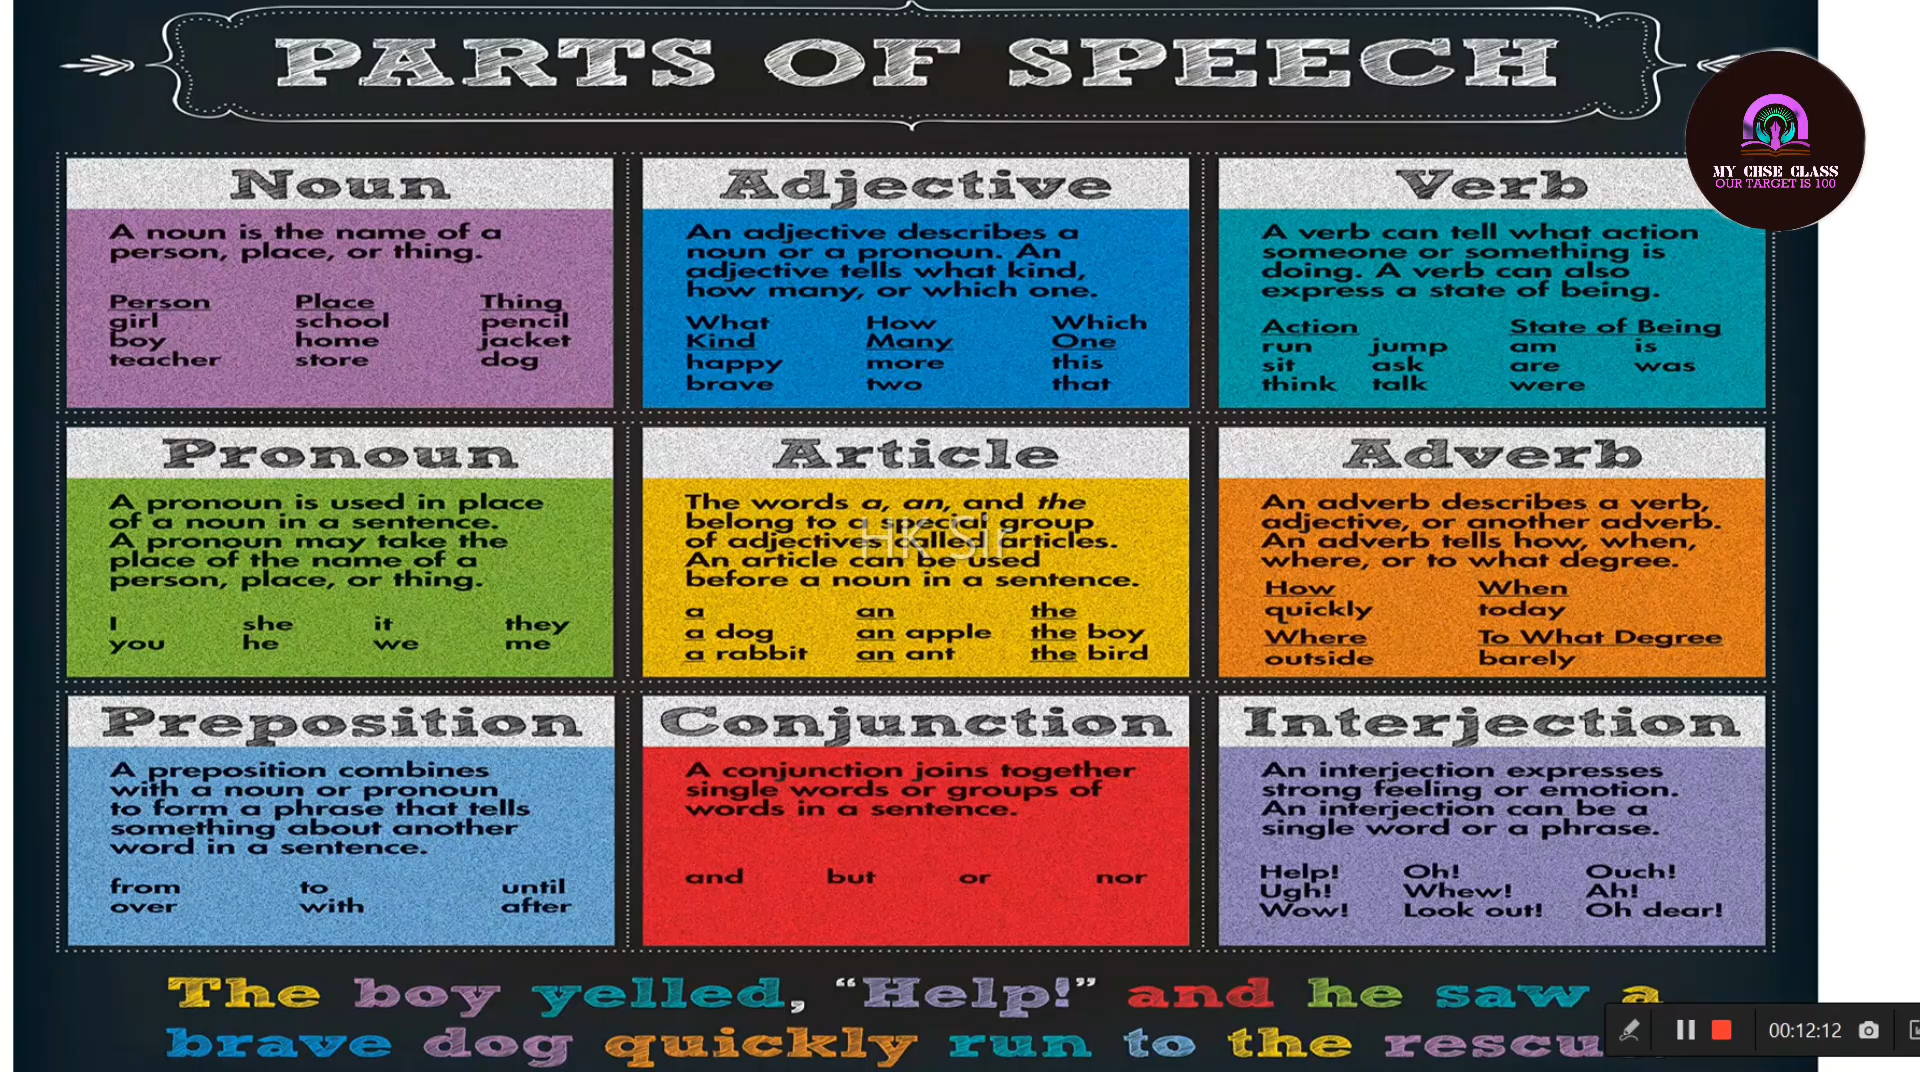 PARTS OF SPEECH
MY CHSE CLASS
OUR TARGET IS 100
Noun
A noun is the name of a
person, place, or thing.
Person Place Thing
girl school pencil
boy home jacket
teacher store dog
Adjective
An adjective describes a
noun or a pronoun. An
adjective tells what kind,
how many, or which one.
What How Which
Kind Many One
happy more this
brave two that
Verb
A verb can tell what action
someone or something is
doing. A verb can also
express a state of being.
Action State of Being
run jump am is
sit ask are was
think talk were
Pronoun
A pronoun is used in place
of a noun in a sentence.
A pronoun may take the
place of the name of a
person, place, or thing.
I she it they
you he we me
Article
The words a, an, and the
belong to a special group
of adjectives called articles.
An article can be used
before a noun in a sentence.
a an the
a dog an apple the boy
a rabbit an ant the bird
HK Sir
Adverb
An adverb describes a verb,
adjective, or another adverb.
An adverb tells how, when,
where, or to what degree.
How When
quickly today
Where To What Degree
outside barely
Preposition
A preposition combines
with a noun or pronoun
to form a phrase that tells
something about another
word in a sentence.
from to until
over with after
Conjunction
A conjunction joins together
single words or groups of
words in a sentence.
and but or nor
Interjection
An interjection expresses
strong feeling or emotion.
An interjection can be a
single word or a phrase.
Help! Oh! Ouch!
Ugh! Whew! Ah!
Wow! Look out! Oh dear!
The boy yelled, “Help!” and he saw a
brave dog quickly run to the
00:12:12